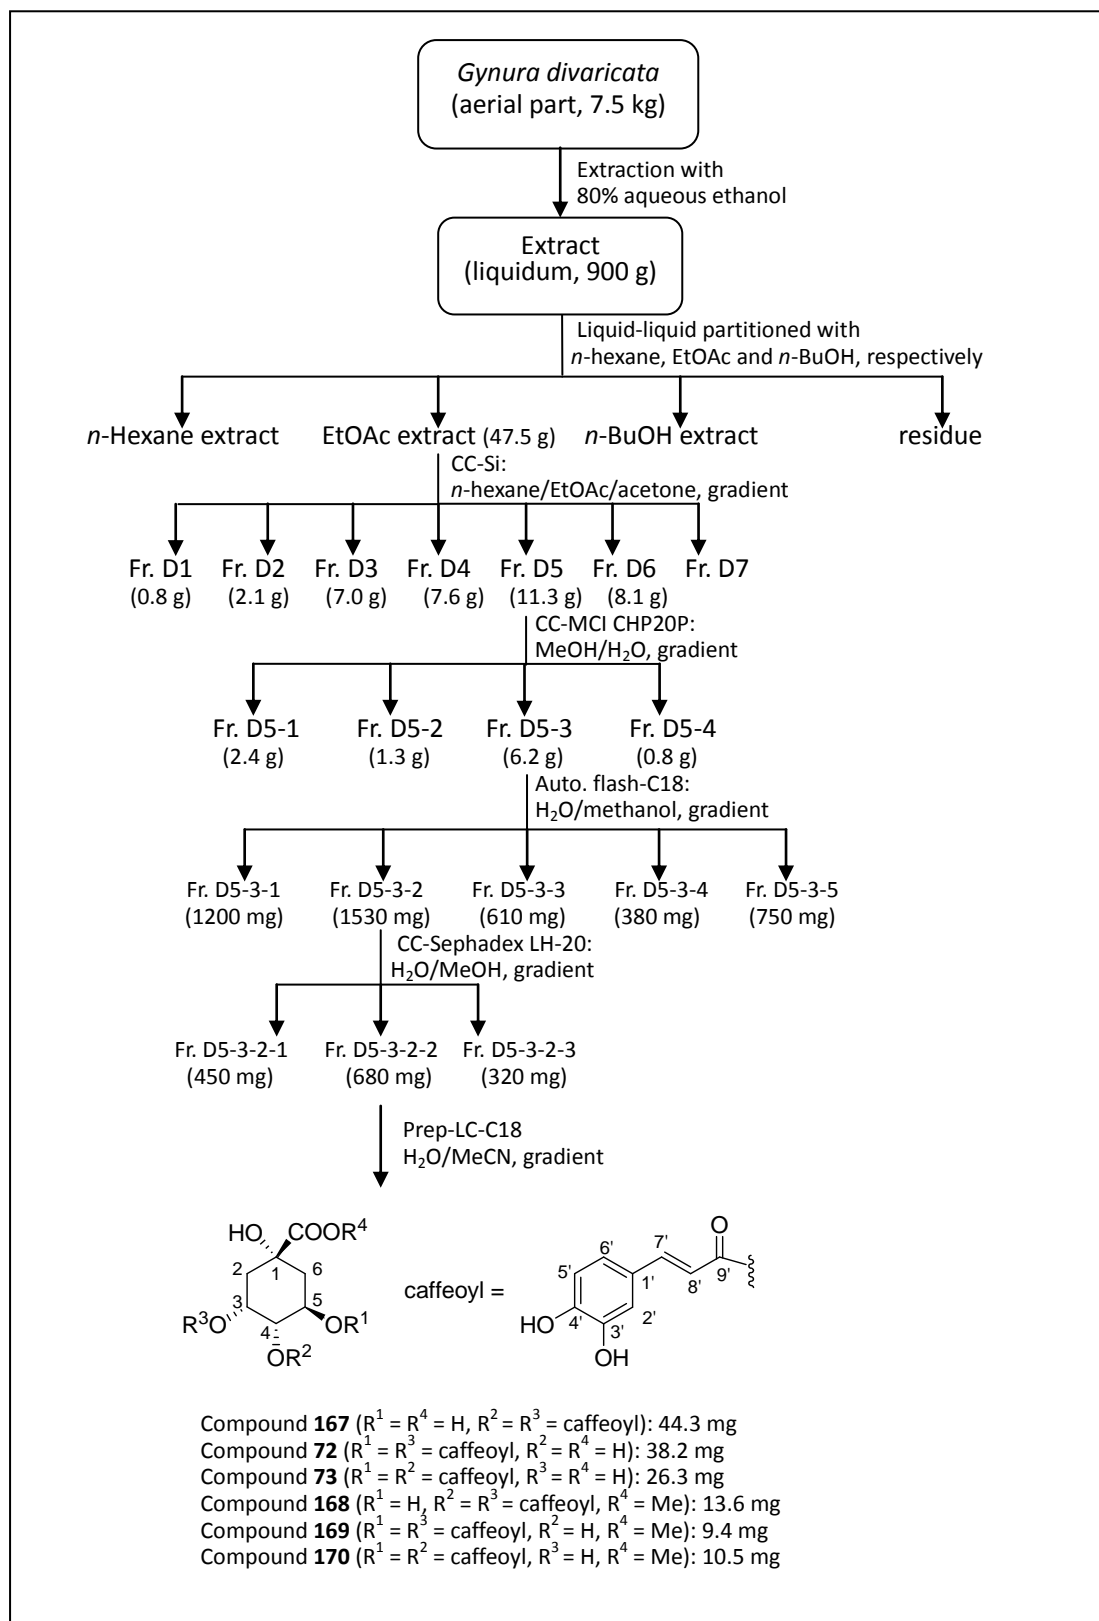 Gynura divaricata
(aerial part, 7.5 kg)
Extraction with
80% aqueous ethanol
Extract
(liquidum, 900 g)
Liquid-liquid partitioned with
n-hexane, EtOAc and n-BuOH, respectively
n-Hexane extract EtOAc extract (47.5 g) n-BuOH extract residue
CC-Si:
n-hexane/EtOAc/acetone, gradient
Fr. D1 Fr. D2 Fr. D3 Fr. D4 Fr. D5 Fr. D6 Fr. D7
(0.8 g) (2.1 g) (7.0 g) (7.6 g) (11.3 g) (8.1 g)
CC-MCI CHP20P:
MeOH/H₂O, gradient
Fr. D5-1 Fr. D5-2 Fr. D5-3 Fr. D5-4
(2.4 g) (1.3 g) (6.2 g) (0.8 g)
Auto. flash-C18:
H₂O/methanol, gradient
Fr. D5-3-1 Fr. D5-3-2 Fr. D5-3-3 Fr. D5-3-4 Fr. D5-3-5
(1200 mg) (1530 mg) (610 mg) (380 mg) (750 mg)
CC-Sephadex LH-20:
H₂O/MeOH, gradient
Fr. D5-3-2-1 Fr. D5-3-2-2 Fr. D5-3-2-3
(450 mg) (680 mg) (320 mg)
Prep-LC-C18
H₂O/MeCN, gradient
HO COOR⁴
2 1 6
R³O 3 4 5 OR¹
OR²
caffeoyl =
O
6' 7' 9'
5' 1' 8'
HO 4' 3' 2'
OH
Compound 167 (R¹ = R⁴ = H, R² = R³ = caffeoyl): 44.3 mg
Compound 72 (R¹ = R³ = caffeoyl, R² = R⁴ = H): 38.2 mg
Compound 73 (R¹ = R² = caffeoyl, R³ = R⁴ = H): 26.3 mg
Compound 168 (R¹ = H, R² = R³ = caffeoyl, R⁴ = Me): 13.6 mg
Compound 169 (R¹ = R³ = caffeoyl, R² = H, R⁴ = Me): 9.4 mg
Compound 170 (R¹ = R² = caffeoyl, R³ = H, R⁴ = Me): 10.5 mg